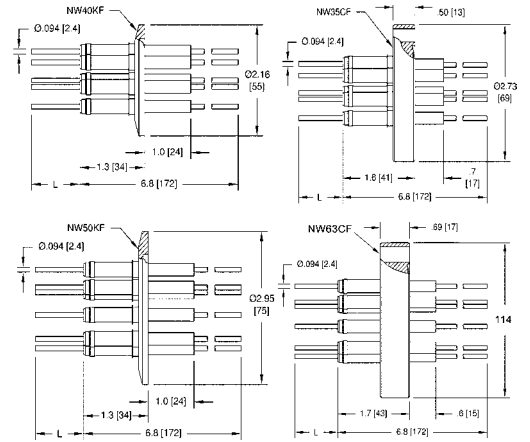 NW40KF
Ø.094 [2.4]
Ø2.16
[55]
1.0 [24]
1.3 [34]
L
6.8 [172]
NW35CF
.50 [13]
Ø.094 [2.4]
Ø2.73
[69]
.7
[17]
1.6 [41]
L
6.8 [172]
NW50KF
Ø.094 [2.4]
Ø2.95
[75]
1.0 [24]
1.3 [34]
L
6.8 [172]
NW63CF
.69 [17]
Ø.094 [2.4]
114
1.7 [43]
.6 [15]
L
6.8 [172]